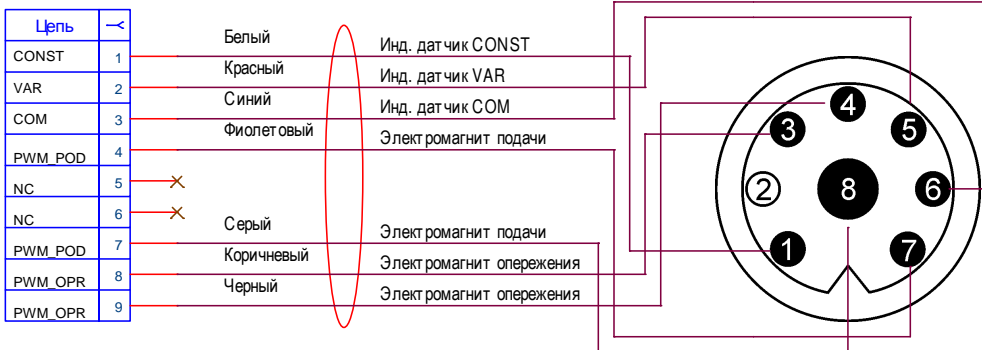 Цепь
CONST 1 Белый Инд. датчик CONST
VAR 2 Красный Инд. датчик VAR
COM 3 Синий Инд. датчик COM
PWM_POD 4 Фиолетовый Электромагнит подачи
NC 5
NC 6
PWM_POD 7 Серый Электромагнит подачи
PWM_OPR 8 Коричневый Электромагнит опережения
PWM_OPR 9 Черный Электромагнит опережения
4
3 5
2 8 6
1 7